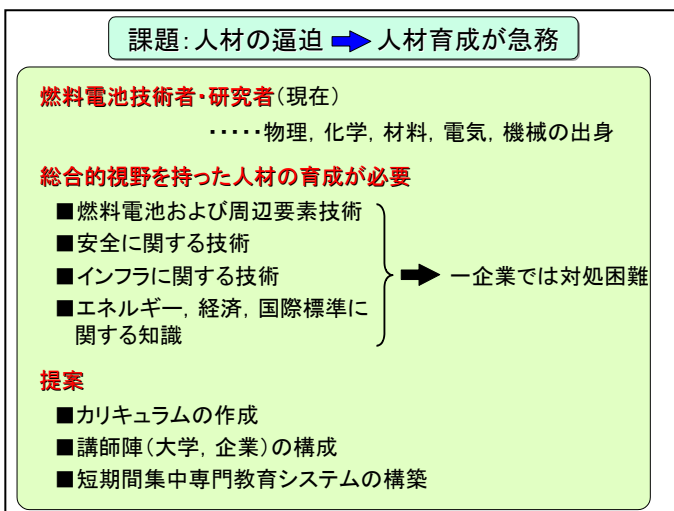 課題：人材の逼迫 ➡ 人材育成が急務
燃料電池技術者・研究者（現在）
・・・・・物理，化学，材料，電気，機械の出身
総合的視野を持った人材の育成が必要
■燃料電池および周辺要素技術
■安全に関する技術
■インフラに関する技術
■エネルギー，経済，国際標準に
関する知識
➡ 一企業では対処困難
提案
■カリキュラムの作成
■講師陣（大学，企業）の構成
■短期間集中専門教育システムの構築